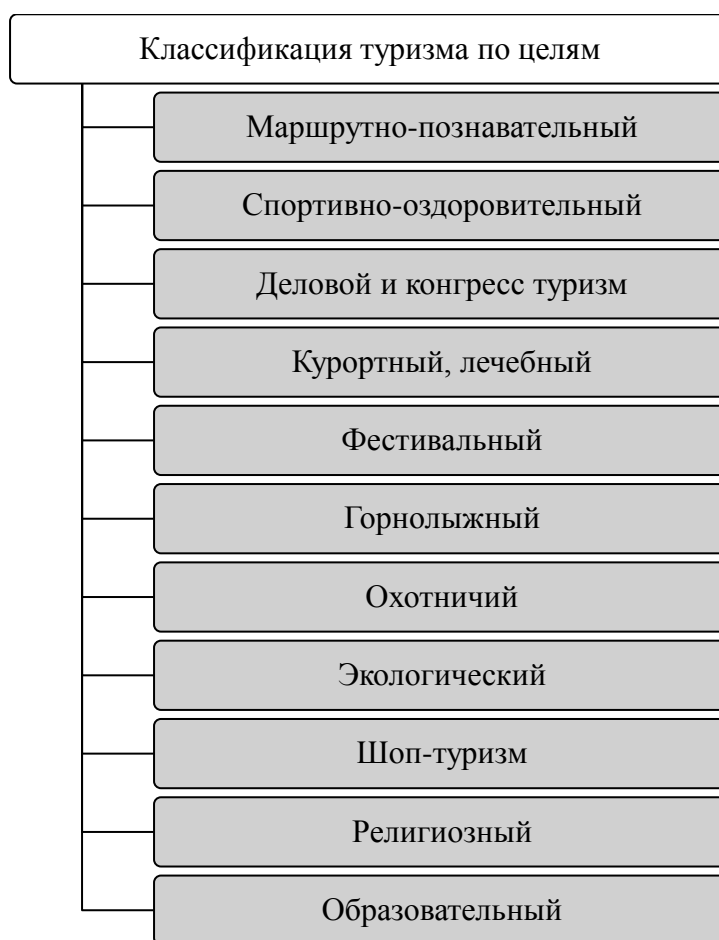 Классификация туризма по целям
Маршрутно-познавательный
Спортивно-оздоровительный
Деловой и конгресс туризм
Курортный, лечебный
Фестивальный
Горнолыжный
Охотничий
Экологический
Шоп-туризм
Религиозный
Образовательный